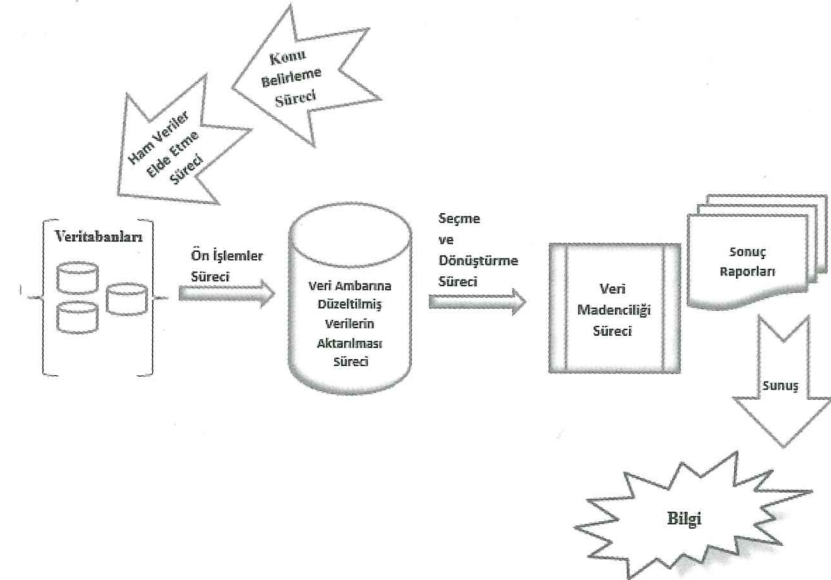 Konu
Belirleme
Süreci
Ham Veriler
Elde Etme
Süreci
Veritabanları
Ön İşlemler
Süreci
Veri Ambarına
Düzeltilmiş
Verilerin
Aktarılması
Süreci
Seçme
ve
Dönüştürme
Süreci
Veri
Madenciliği
Süreci
Sonuç
Raporları
Sunuş
Bilgi